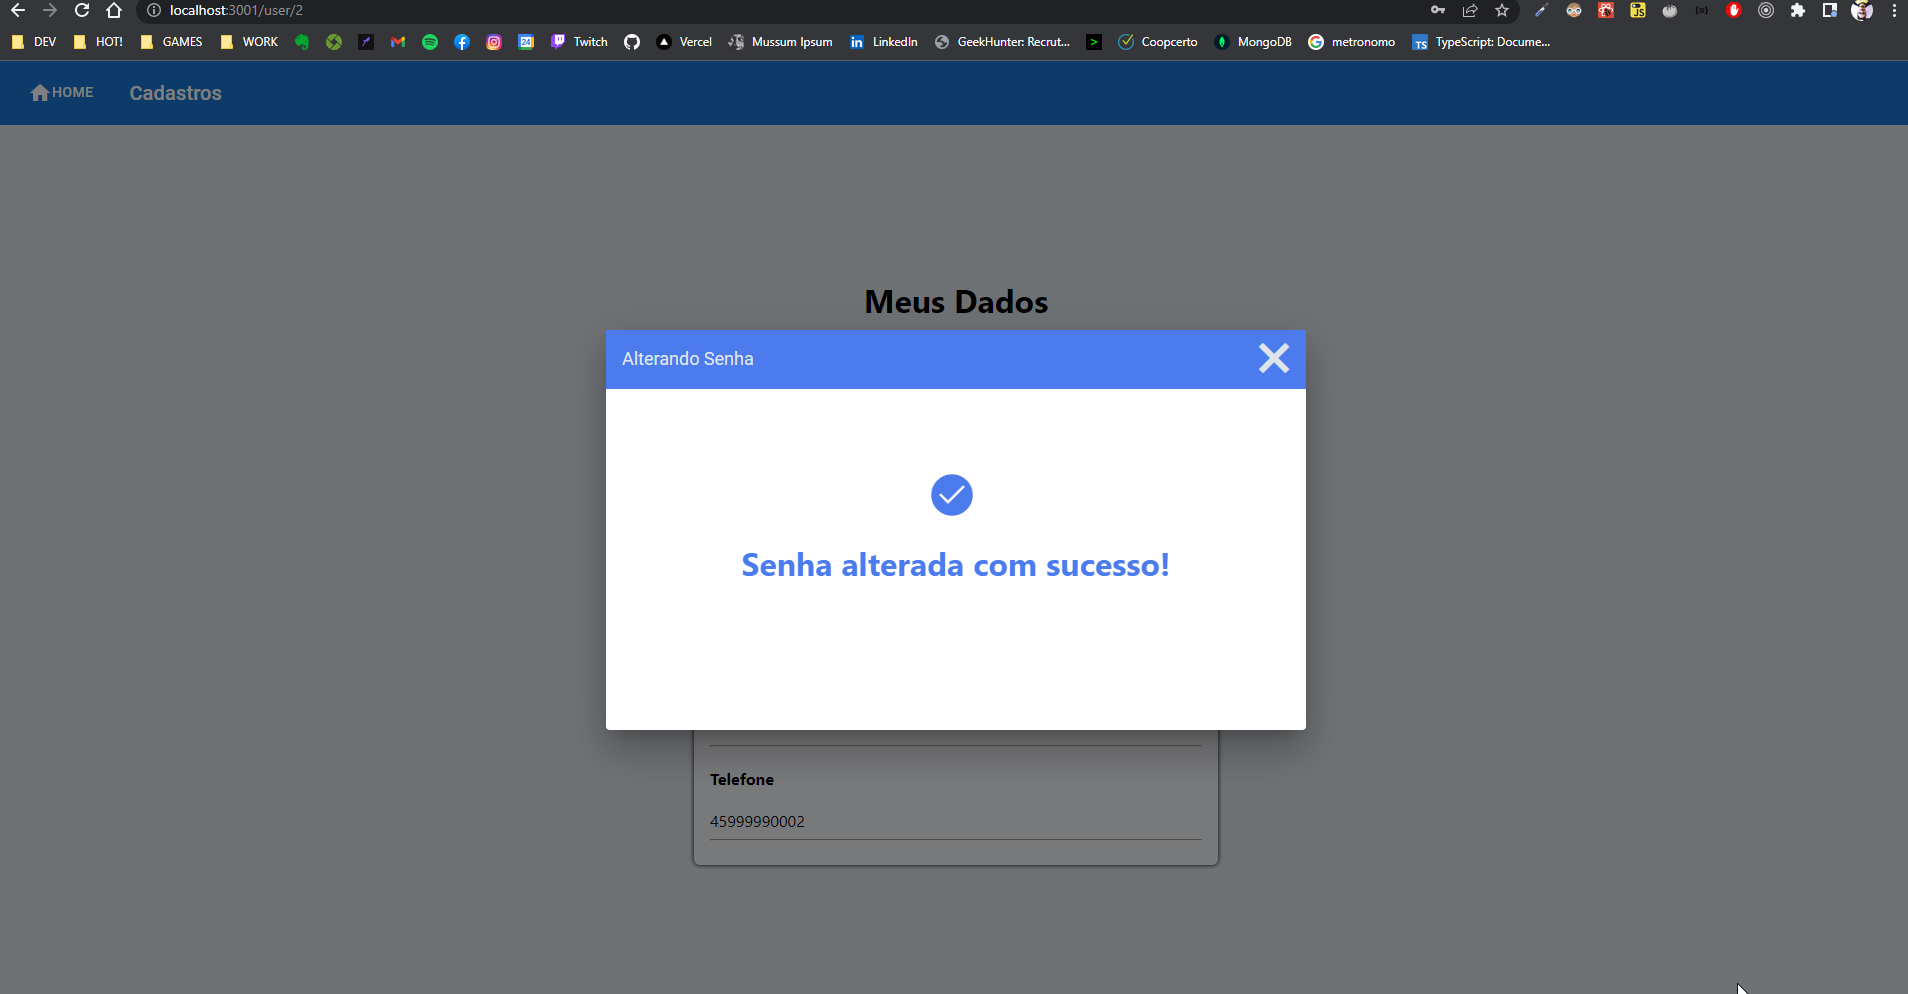 localhost:3001/user/2
DEV HOT! GAMES WORK 24 Twitch Vercel Mussum Ipsum LinkedIn GeekHunter: Recrut... Coopcerto MongoDB metronomo TypeScript: Docume...
HOME Cadastros
Meus Dados
Alterando Senha
Senha alterada com sucesso!
Telefone
45999990002